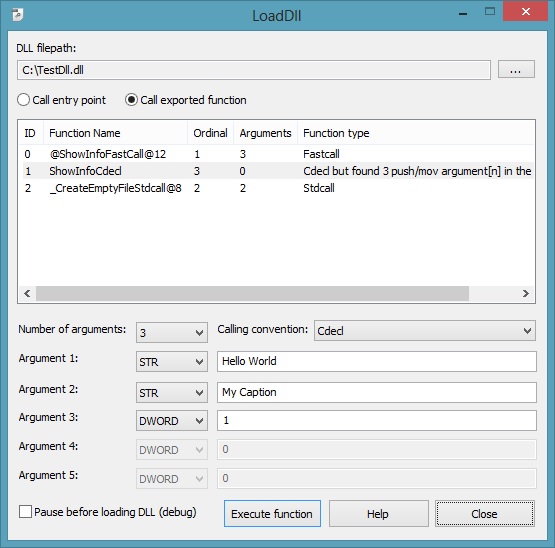 LoadDll
DLL filepath:
C:\TestDll.dll ...
Call entry point Call exported function
ID Function Name Ordinal Arguments Function type
0 @ShowInfoFastCall@12 1 3 Fastcall
1 ShowInfoCdecl 3 0 Cdecl but found 3 push/mov argument[n] in the
2 _CreateEmptyFileStdcall@8 2 2 Stdcall
Number of arguments: 3 Calling convention: Cdecl
Argument 1: STR Hello World
Argument 2: STR My Caption
Argument 3: DWORD 1
Argument 4: DWORD 0
Argument 5: DWORD 0
Pause before loading DLL (debug) Execute function Help Close